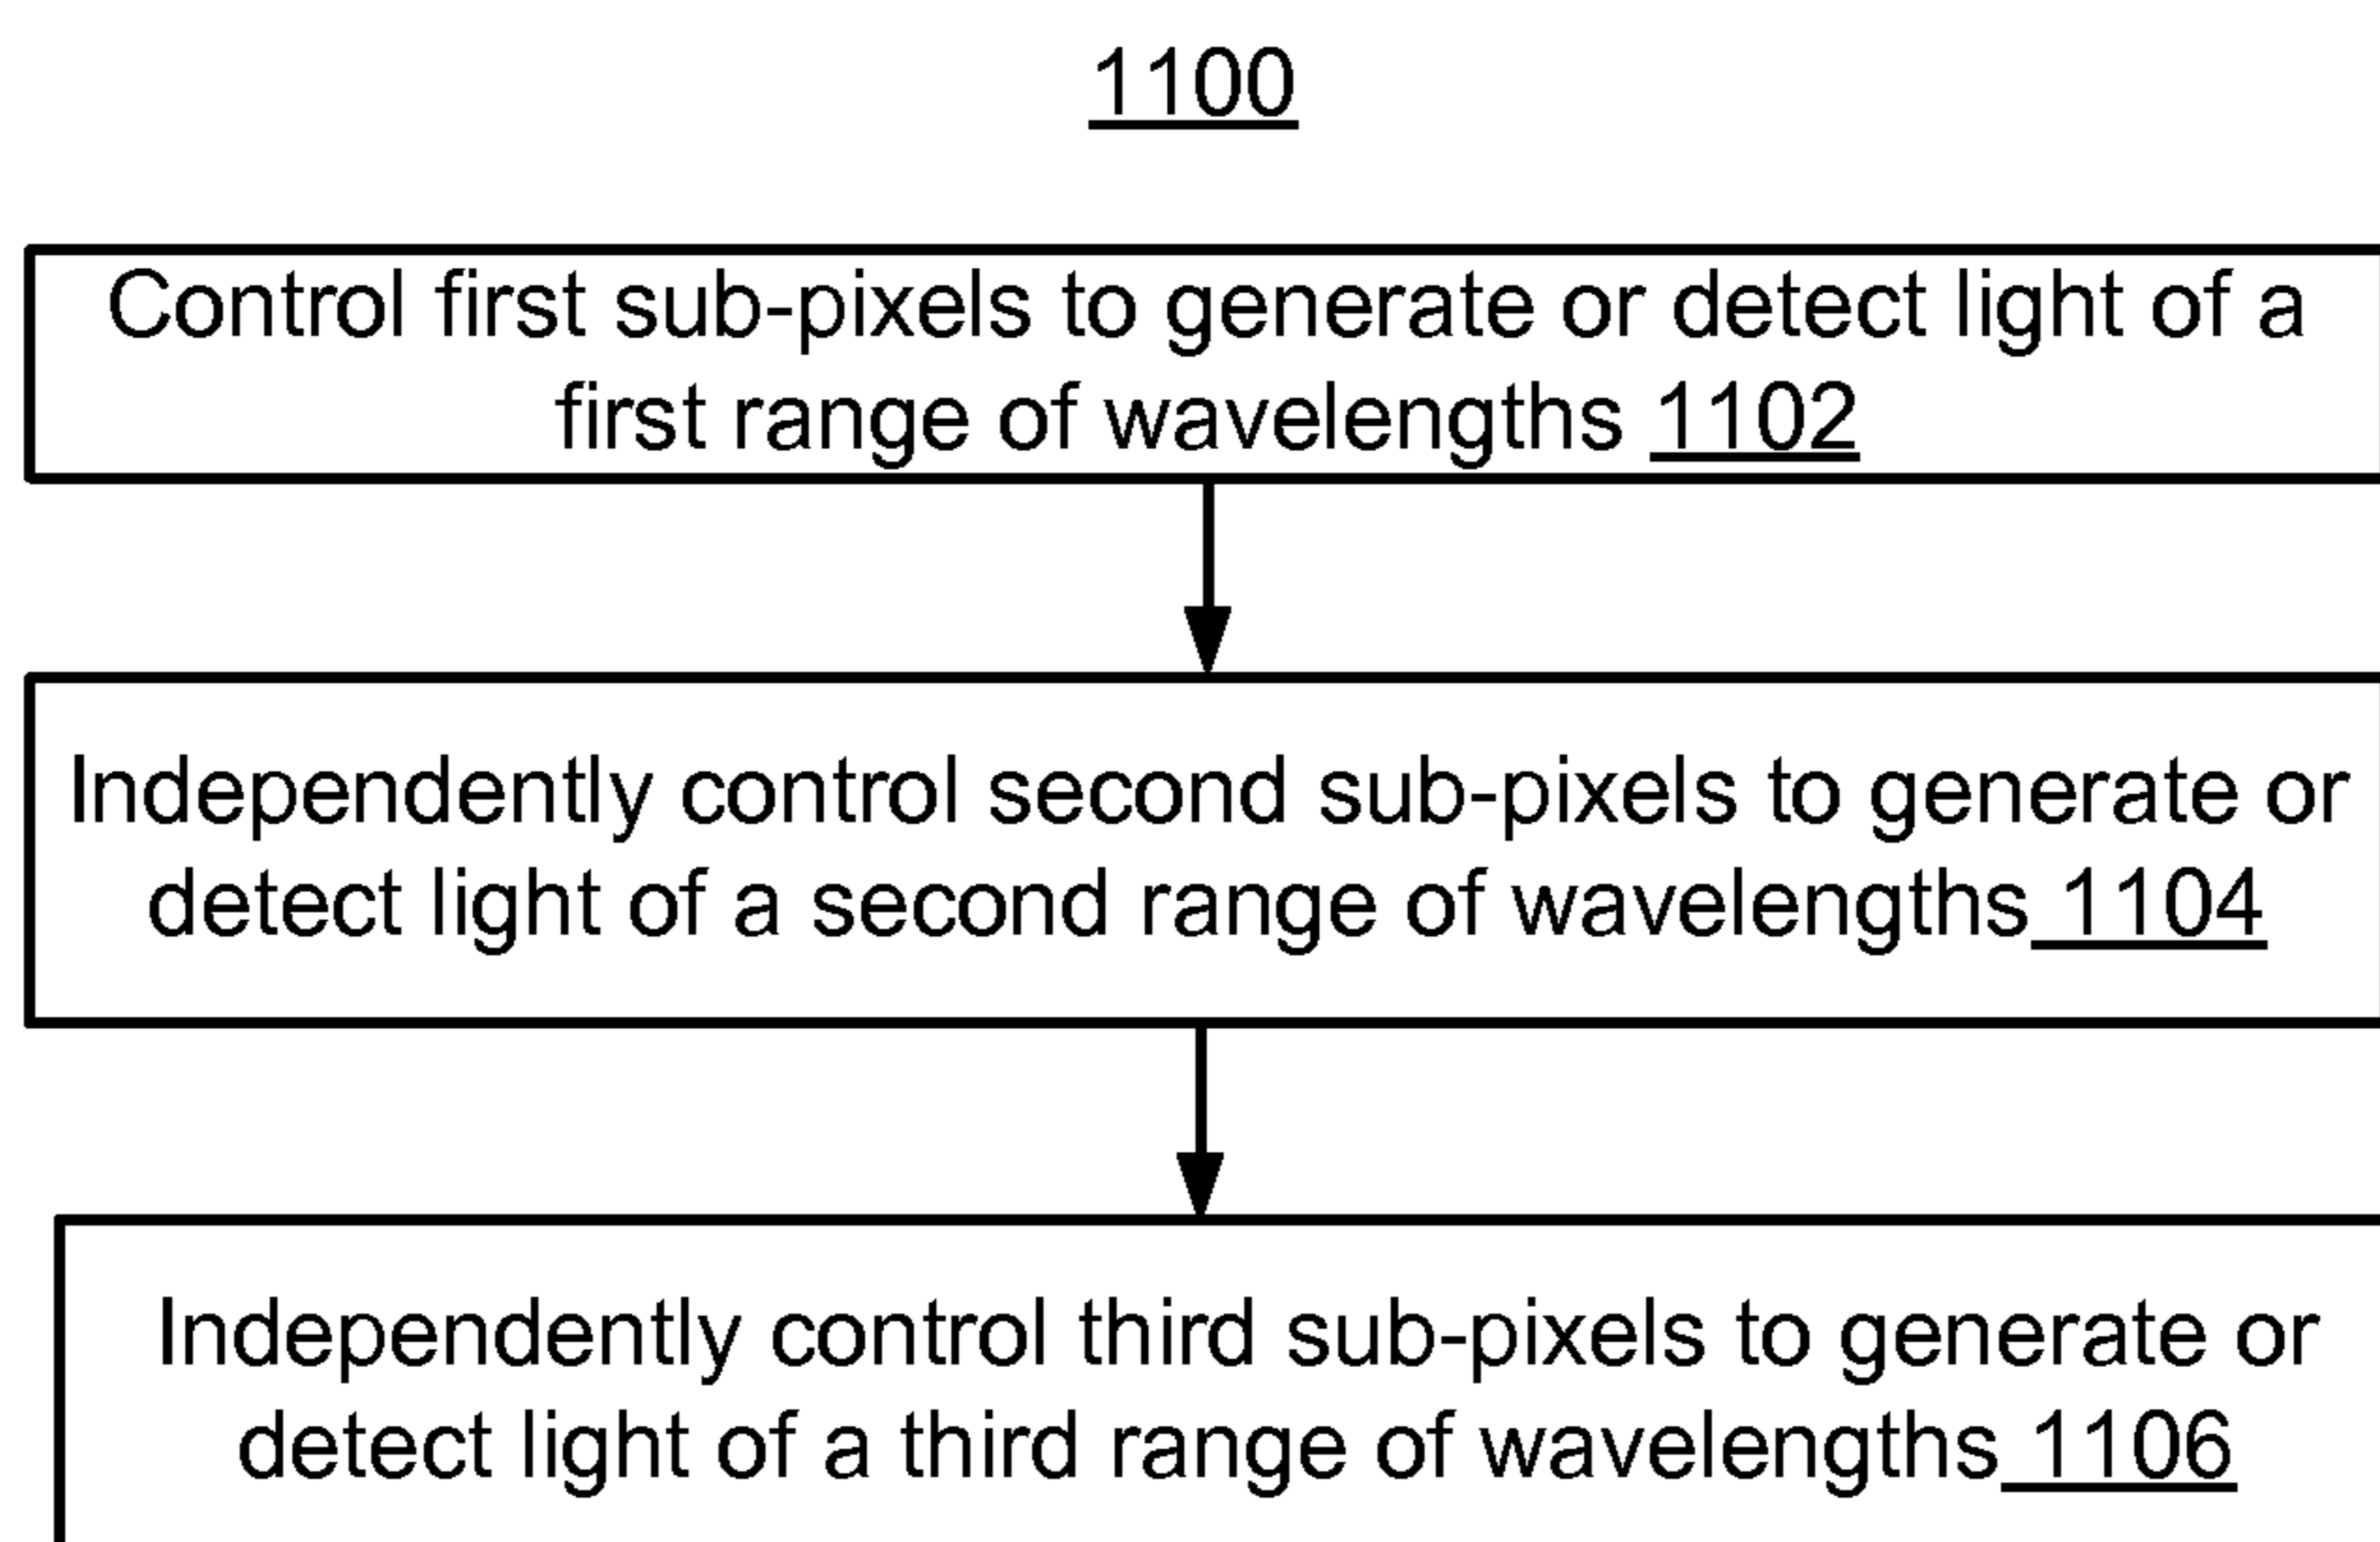 1100
Control first sub-pixels to generate or detect light of a
first range of wavelengths 1102
Independently control second sub-pixels to generate or
detect light of a second range of wavelengths 1104
Independently control third sub-pixels to generate or
detect light of a third range of wavelengths 1106